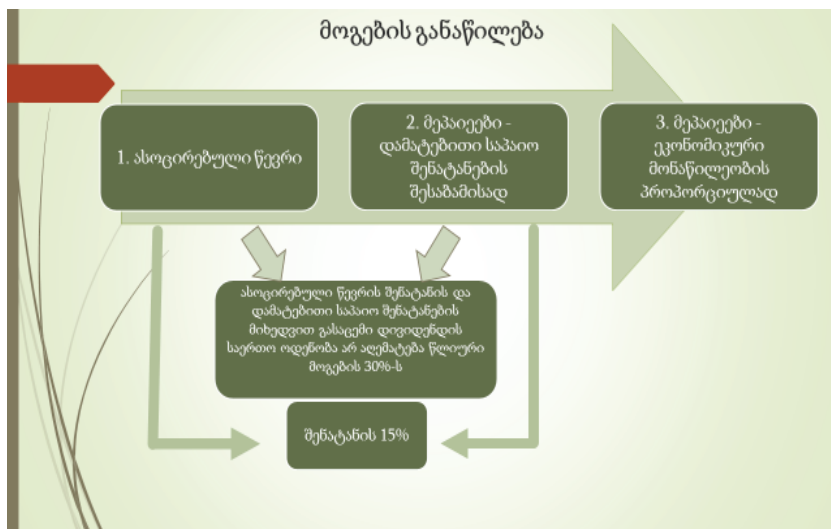 მოგების განაწილება
1. ასოცირებული წევრი
2. მეპაიეები -
დამატებითი საპაიო
შენატანების
შესაბამისად
3. მეპაიეები -
ეკონომიკური
მონაწილეობის
პროპორციულად
ასოცირებული წევრის შენატანის და
დამატებითი საპაიო შენატანების
მიხედვით გასაცემი დივიდენდის
საერთო ოდენობა არ აღემატება წლიური
მოგების 30%-ს
შენატანის 15%